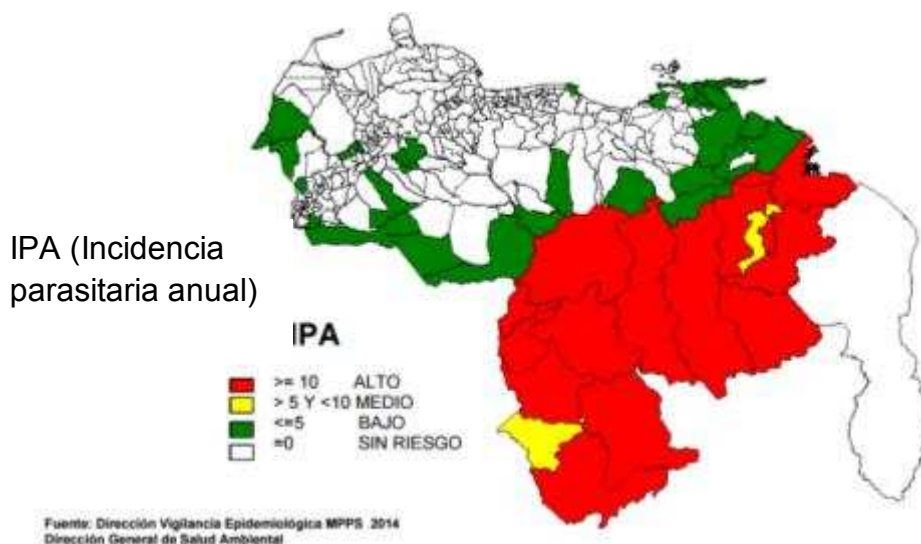 IPA (Incidencia
parasitaria anual)
IPA
>= 10 ALTO
> 5 Y <10 MEDIO
<=5 BAJO
=0 SIN RIESGO
Fuente: Dirección Vigilancia Epidemiológica MPPS 2014
Dirección General de Salud Ambiental